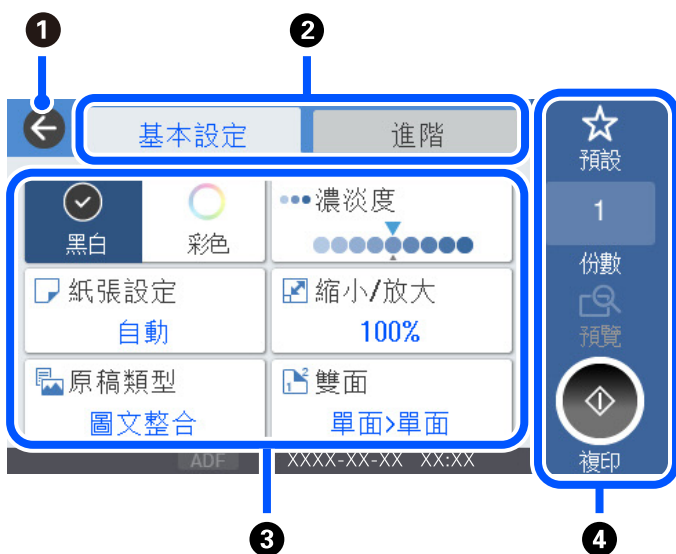 1
2
基本設定
進階
黑白
彩色
濃淡度
紙張設定
自動
縮小/放大
100%
原稿類型
圖文整合
1 2 雙面
單面>單面
ADF
XXXX-XX-XX XX:XX
預設
1
份數
預覽
複印
3
4